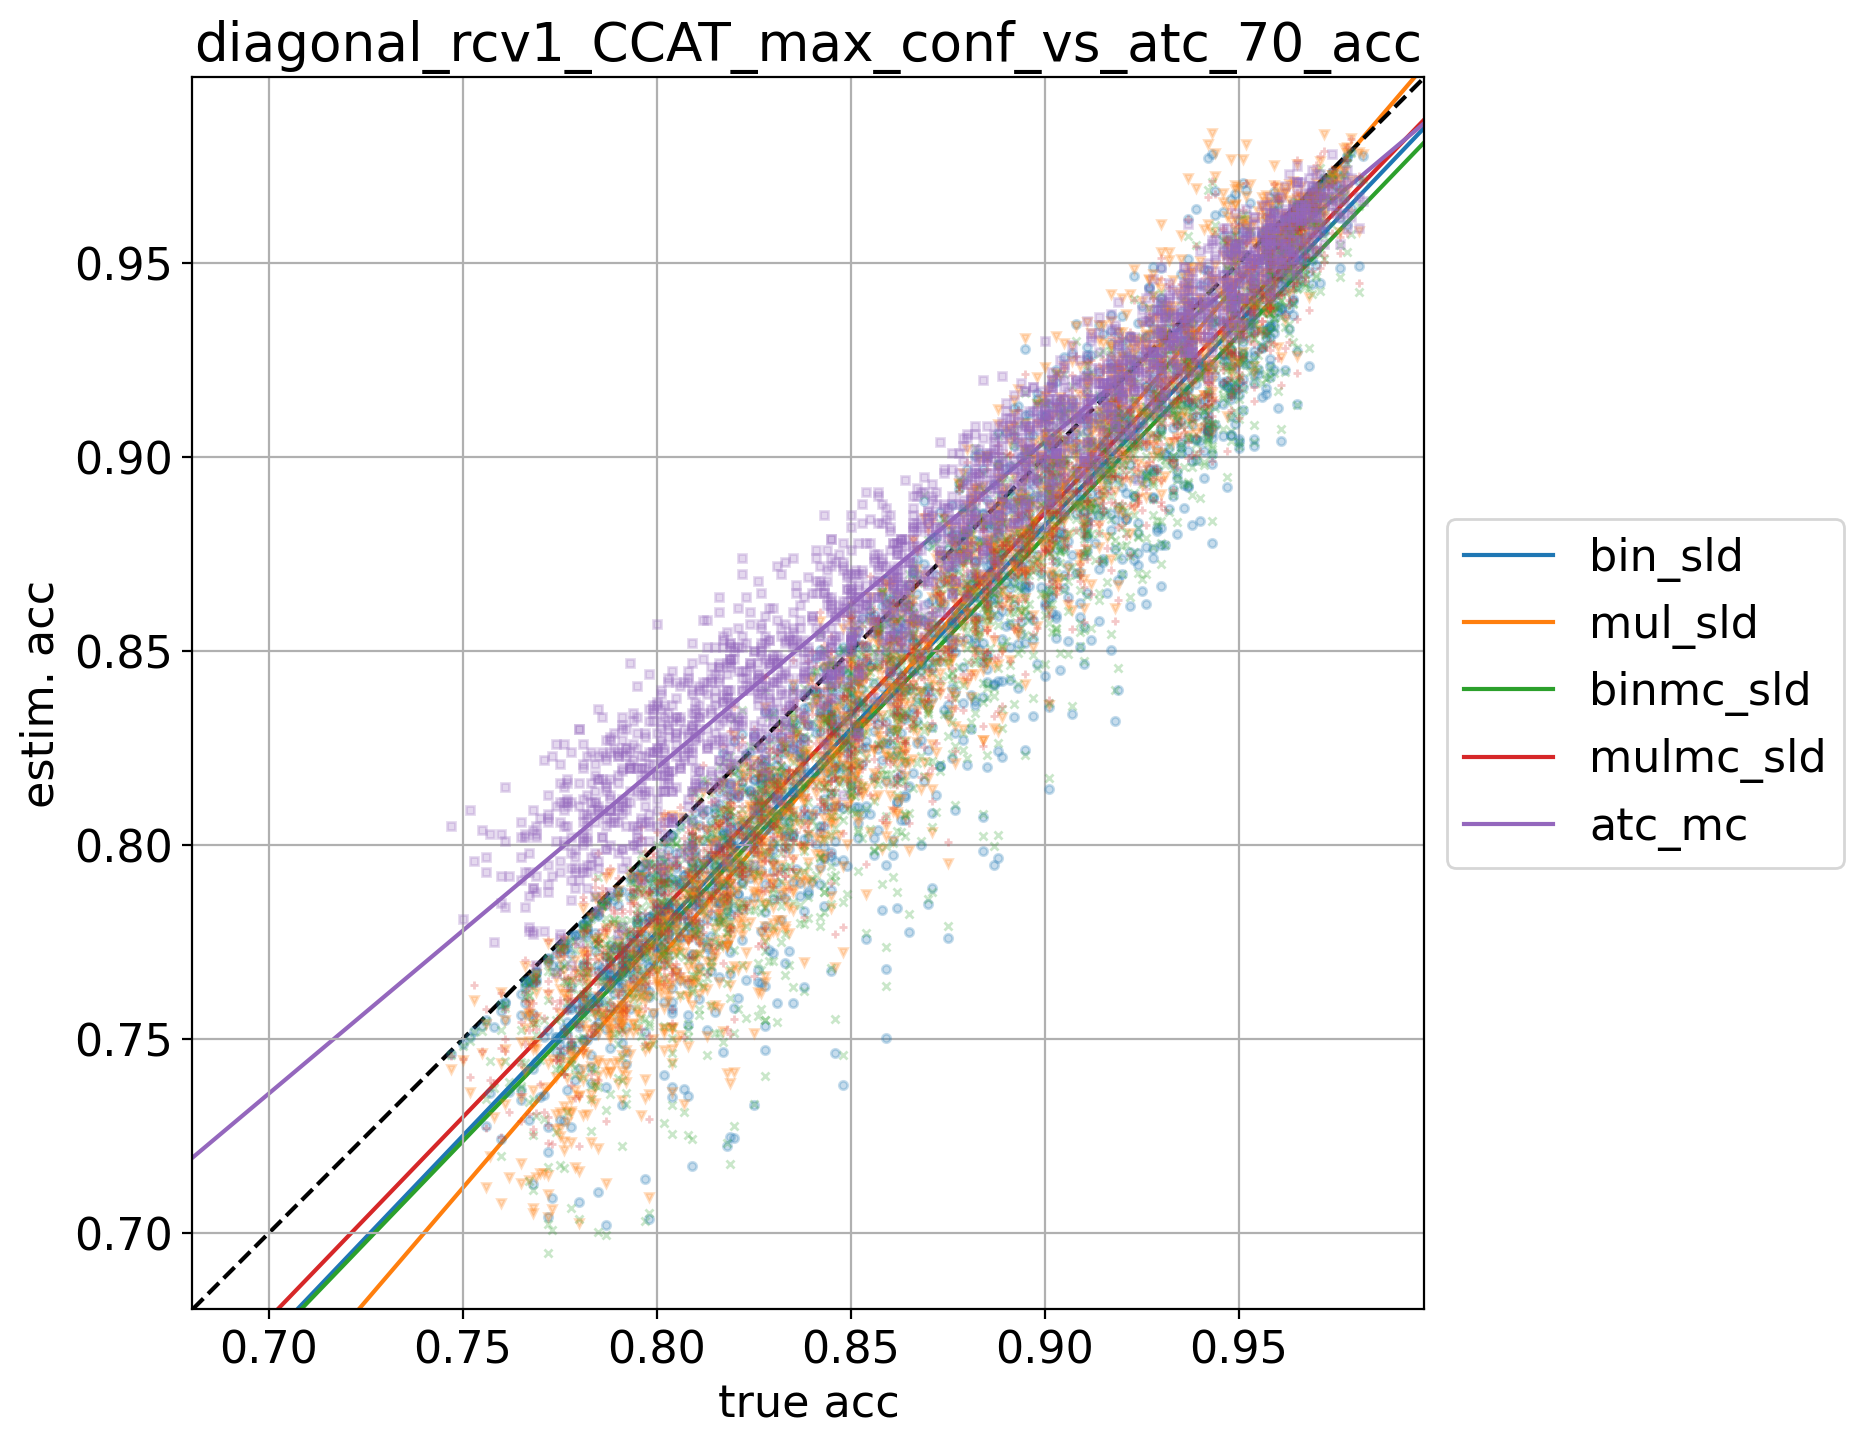 diagonal_rcv1_CCAT_max_conf_vs_atc_70_acc
estim. acc
0.95
0.90
0.85
0.80
0.75
0.70
0.70 0.75 0.80 0.85 0.90 0.95
true acc
bin_sld
mul_sld
binmc_sld
mulmc_sld
atc_mc